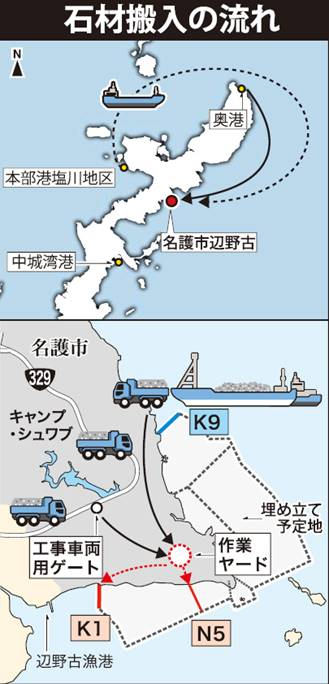 石材搬入の流れ
N
奥港
本部港塩川地区
名護市辺野古
中城湾港
名護市
329
キャンプ
・シュワブ
K9
埋め立て
予定地
工事車両
用ゲート
作業
ヤード
K1
N5
辺野古漁港